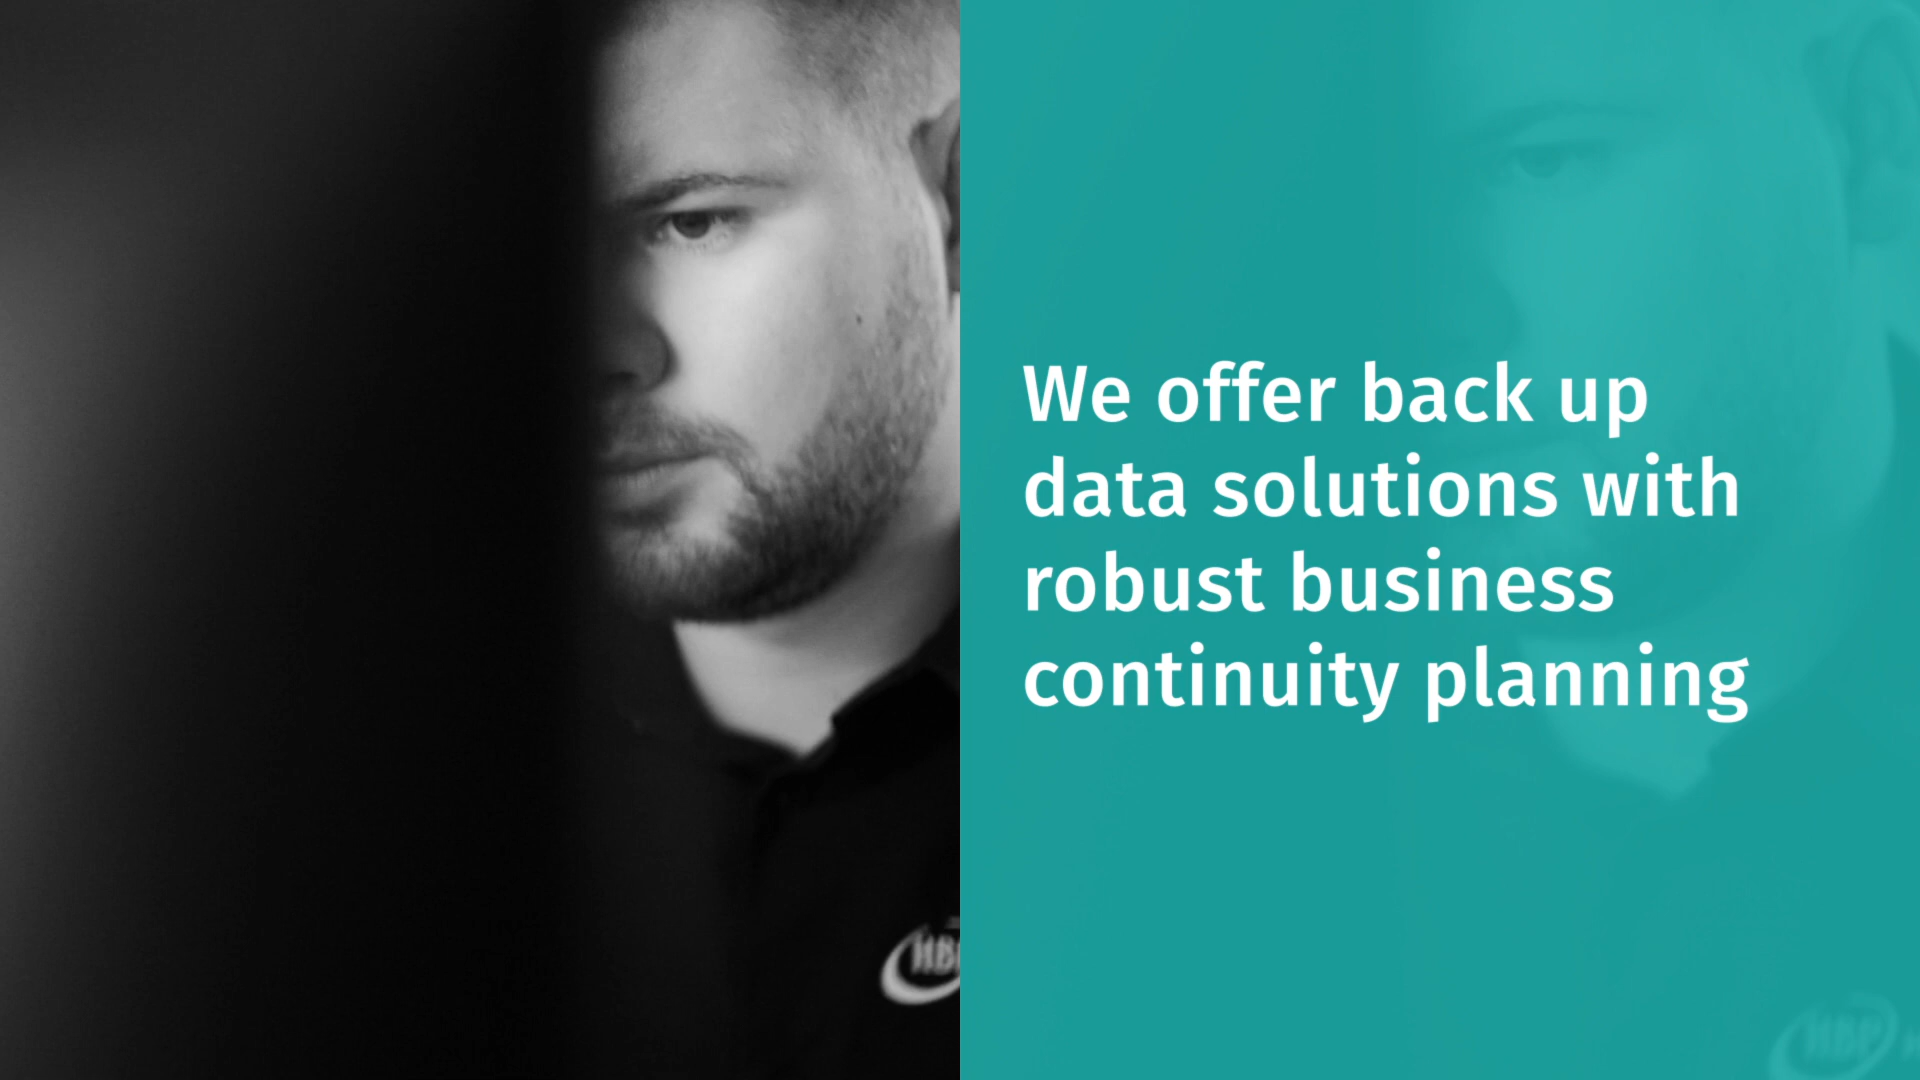 We offer back up
data solutions with
robust business
continuity planning